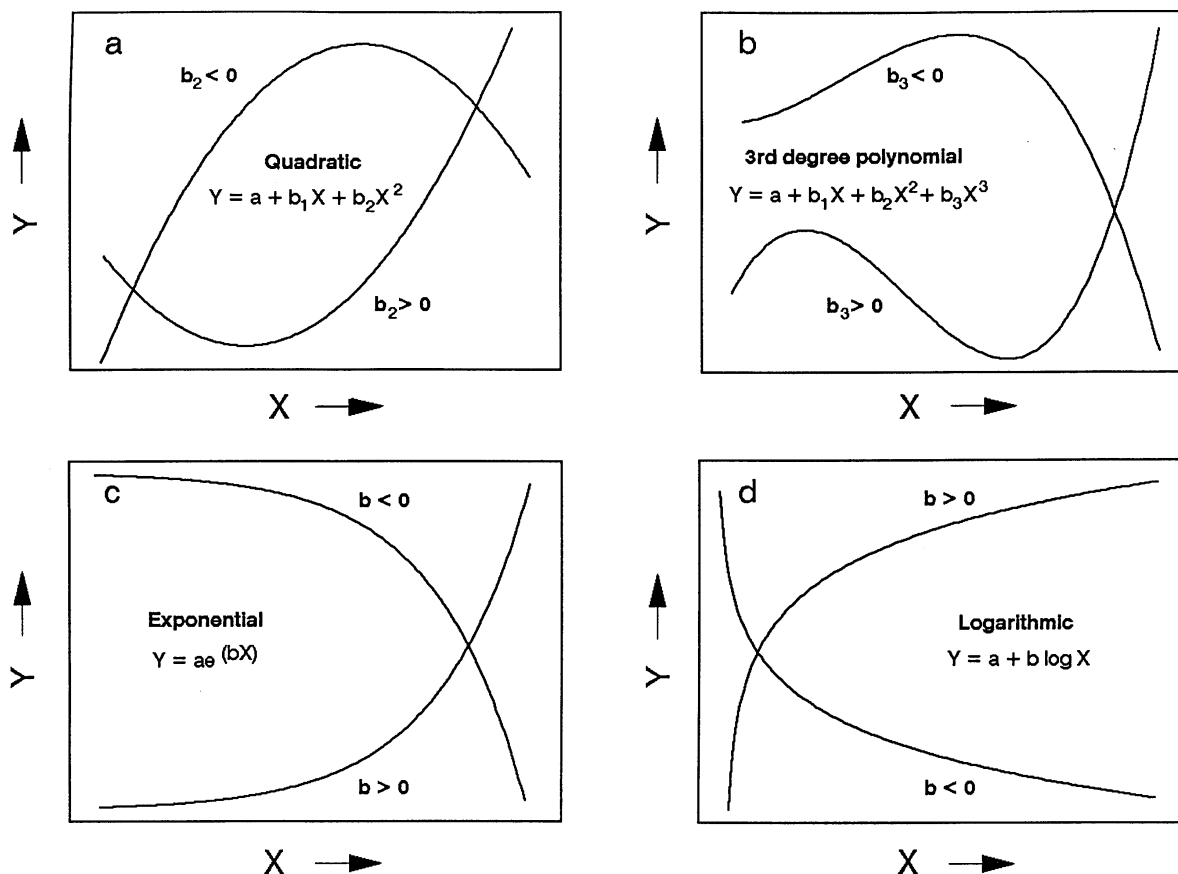 a
b₂ < 0
Quadratic
Y = a + b₁X + b₂X²
b₂ > 0
Y
X
b
b₃ < 0
3rd degree polynomial
Y = a + b₁X + b₂X² + b₃X³
b₃ > 0
Y
X
c
b < 0
Exponential
Y = ae (bX)
b > 0
Y
X
d
b > 0
Logarithmic
Y = a + b log X
b < 0
Y
X